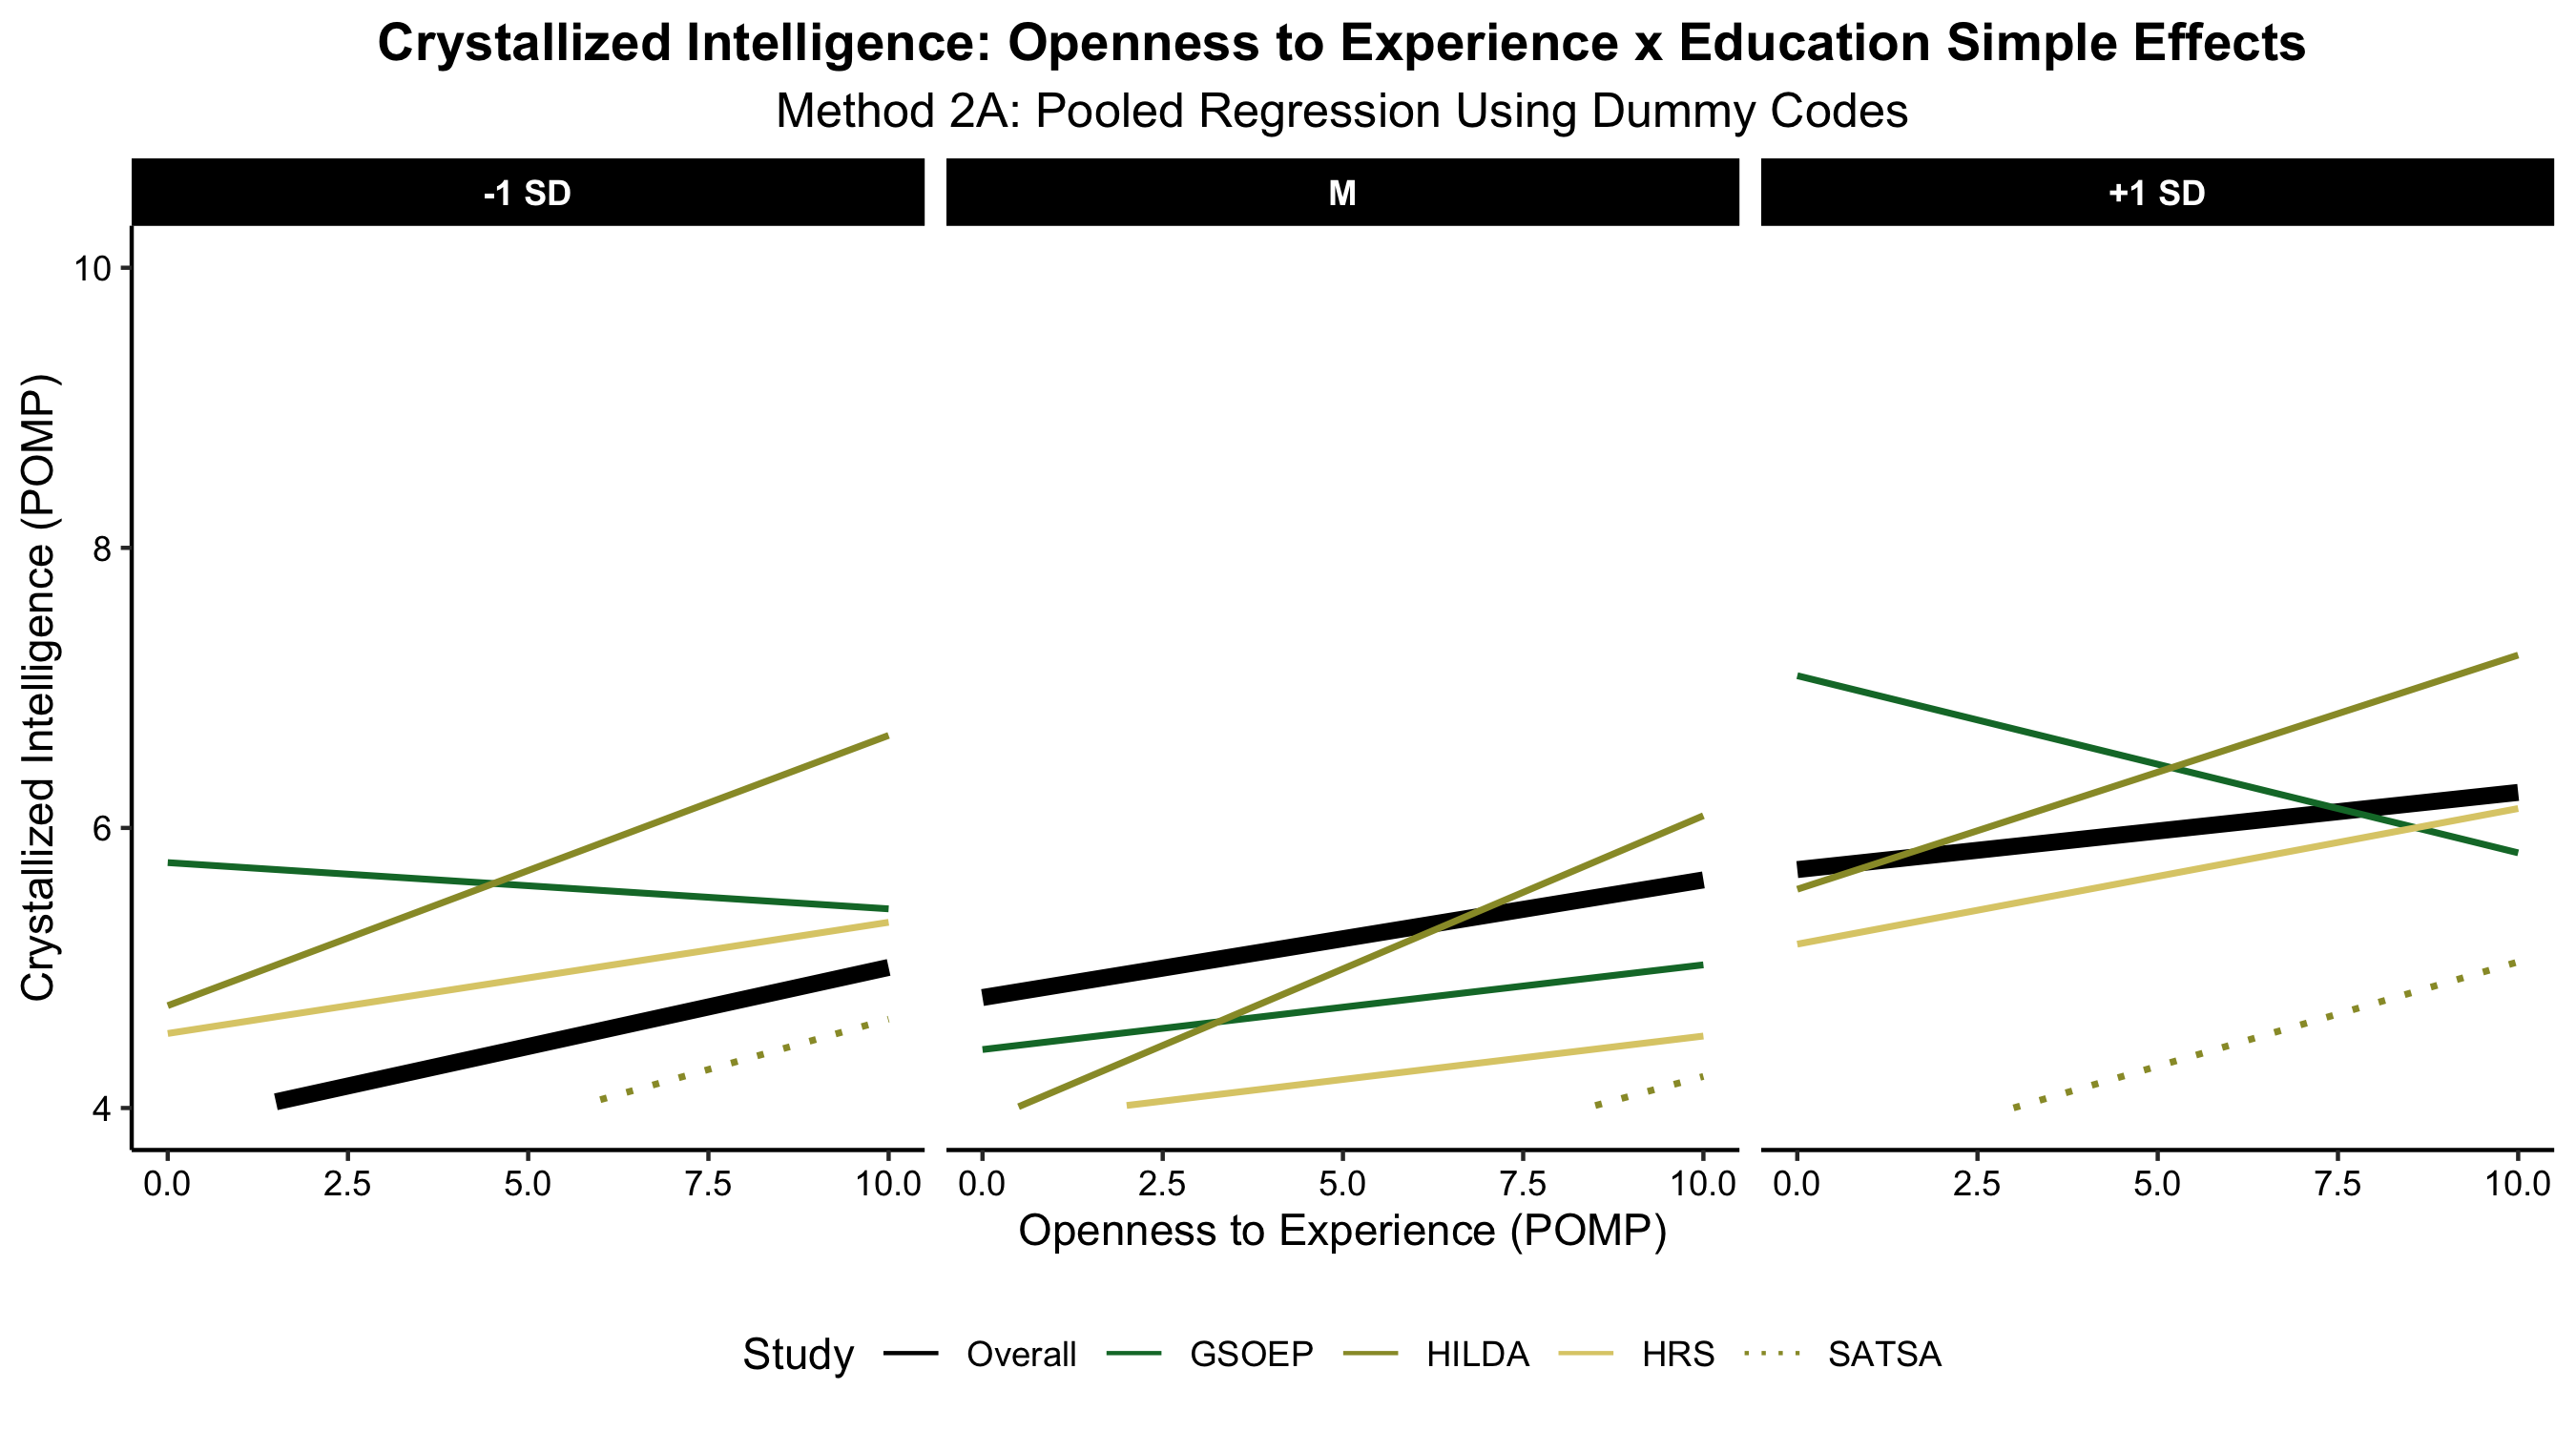 Crystallized Intelligence: Openness to Experience x Education Simple Effects
Method 2A: Pooled Regression Using Dummy Codes
-1 SD
M
+1 SD
Crystallized Intelligence (POMP)
10
8
6
4
0.0 2.5 5.0 7.5 10.0
0.0 2.5 5.0 7.5 10.0
0.0 2.5 5.0 7.5 10.0
Openness to Experience (POMP)
Study Overall GSOEP HILDA HRS SATSA